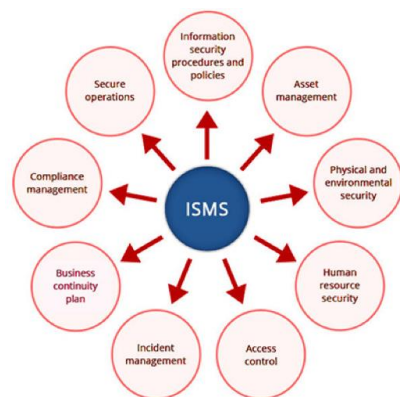 Information
security
procedures and
policies
Asset
management
Physical and
environmental
security
Human
resource
security
Access
control
Incident
management
Business
continuity
plan
Compliance
management
Secure
operations
ISMS